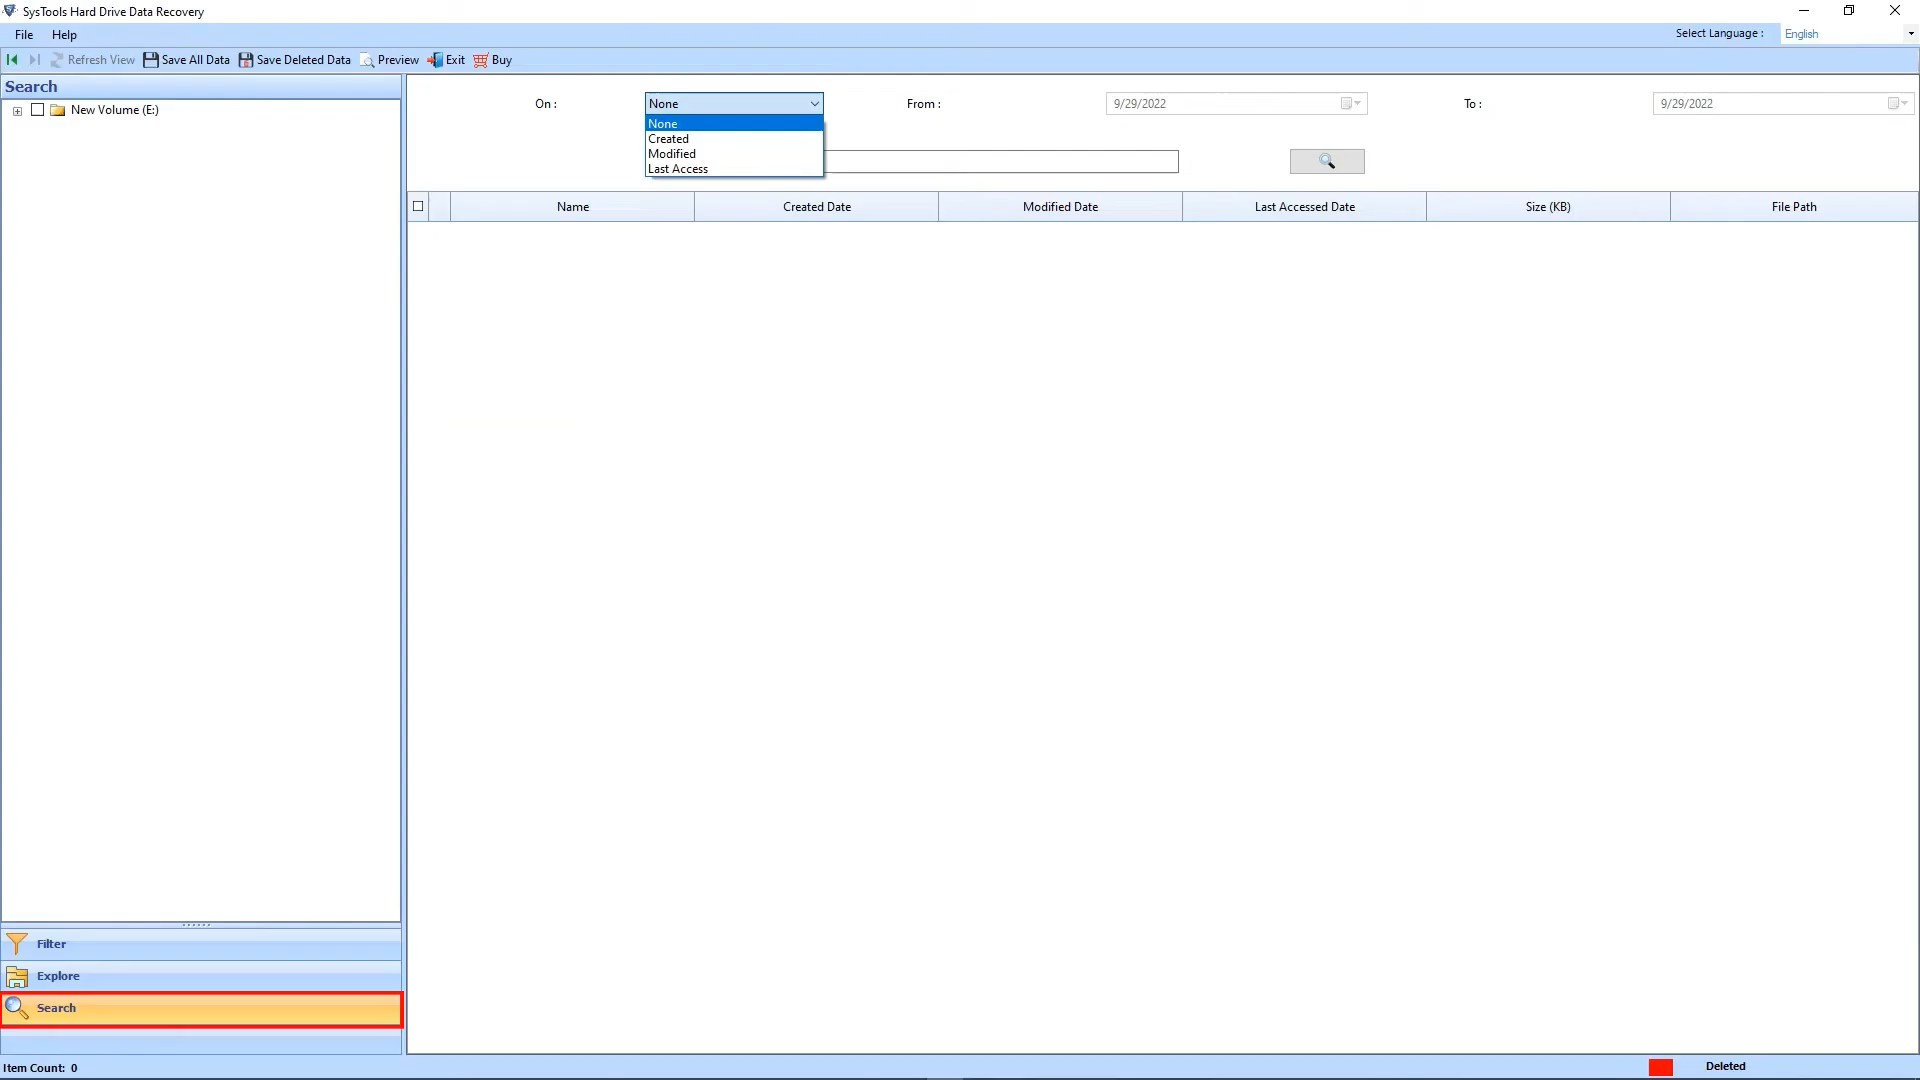 SysTools Hard Drive Data Recovery
File Help
Select Language : English
Refresh View Save All Data Save Deleted Data Preview Exit Buy
Search
New Volume (E:)
On : None From : 9/29/2022 To : 9/29/2022
None
Created
Modified
Last Access
Name Created Date Modified Date Last Accessed Date Size (KB) File Path
Filter
Explore
Search
Item Count: 0
Deleted